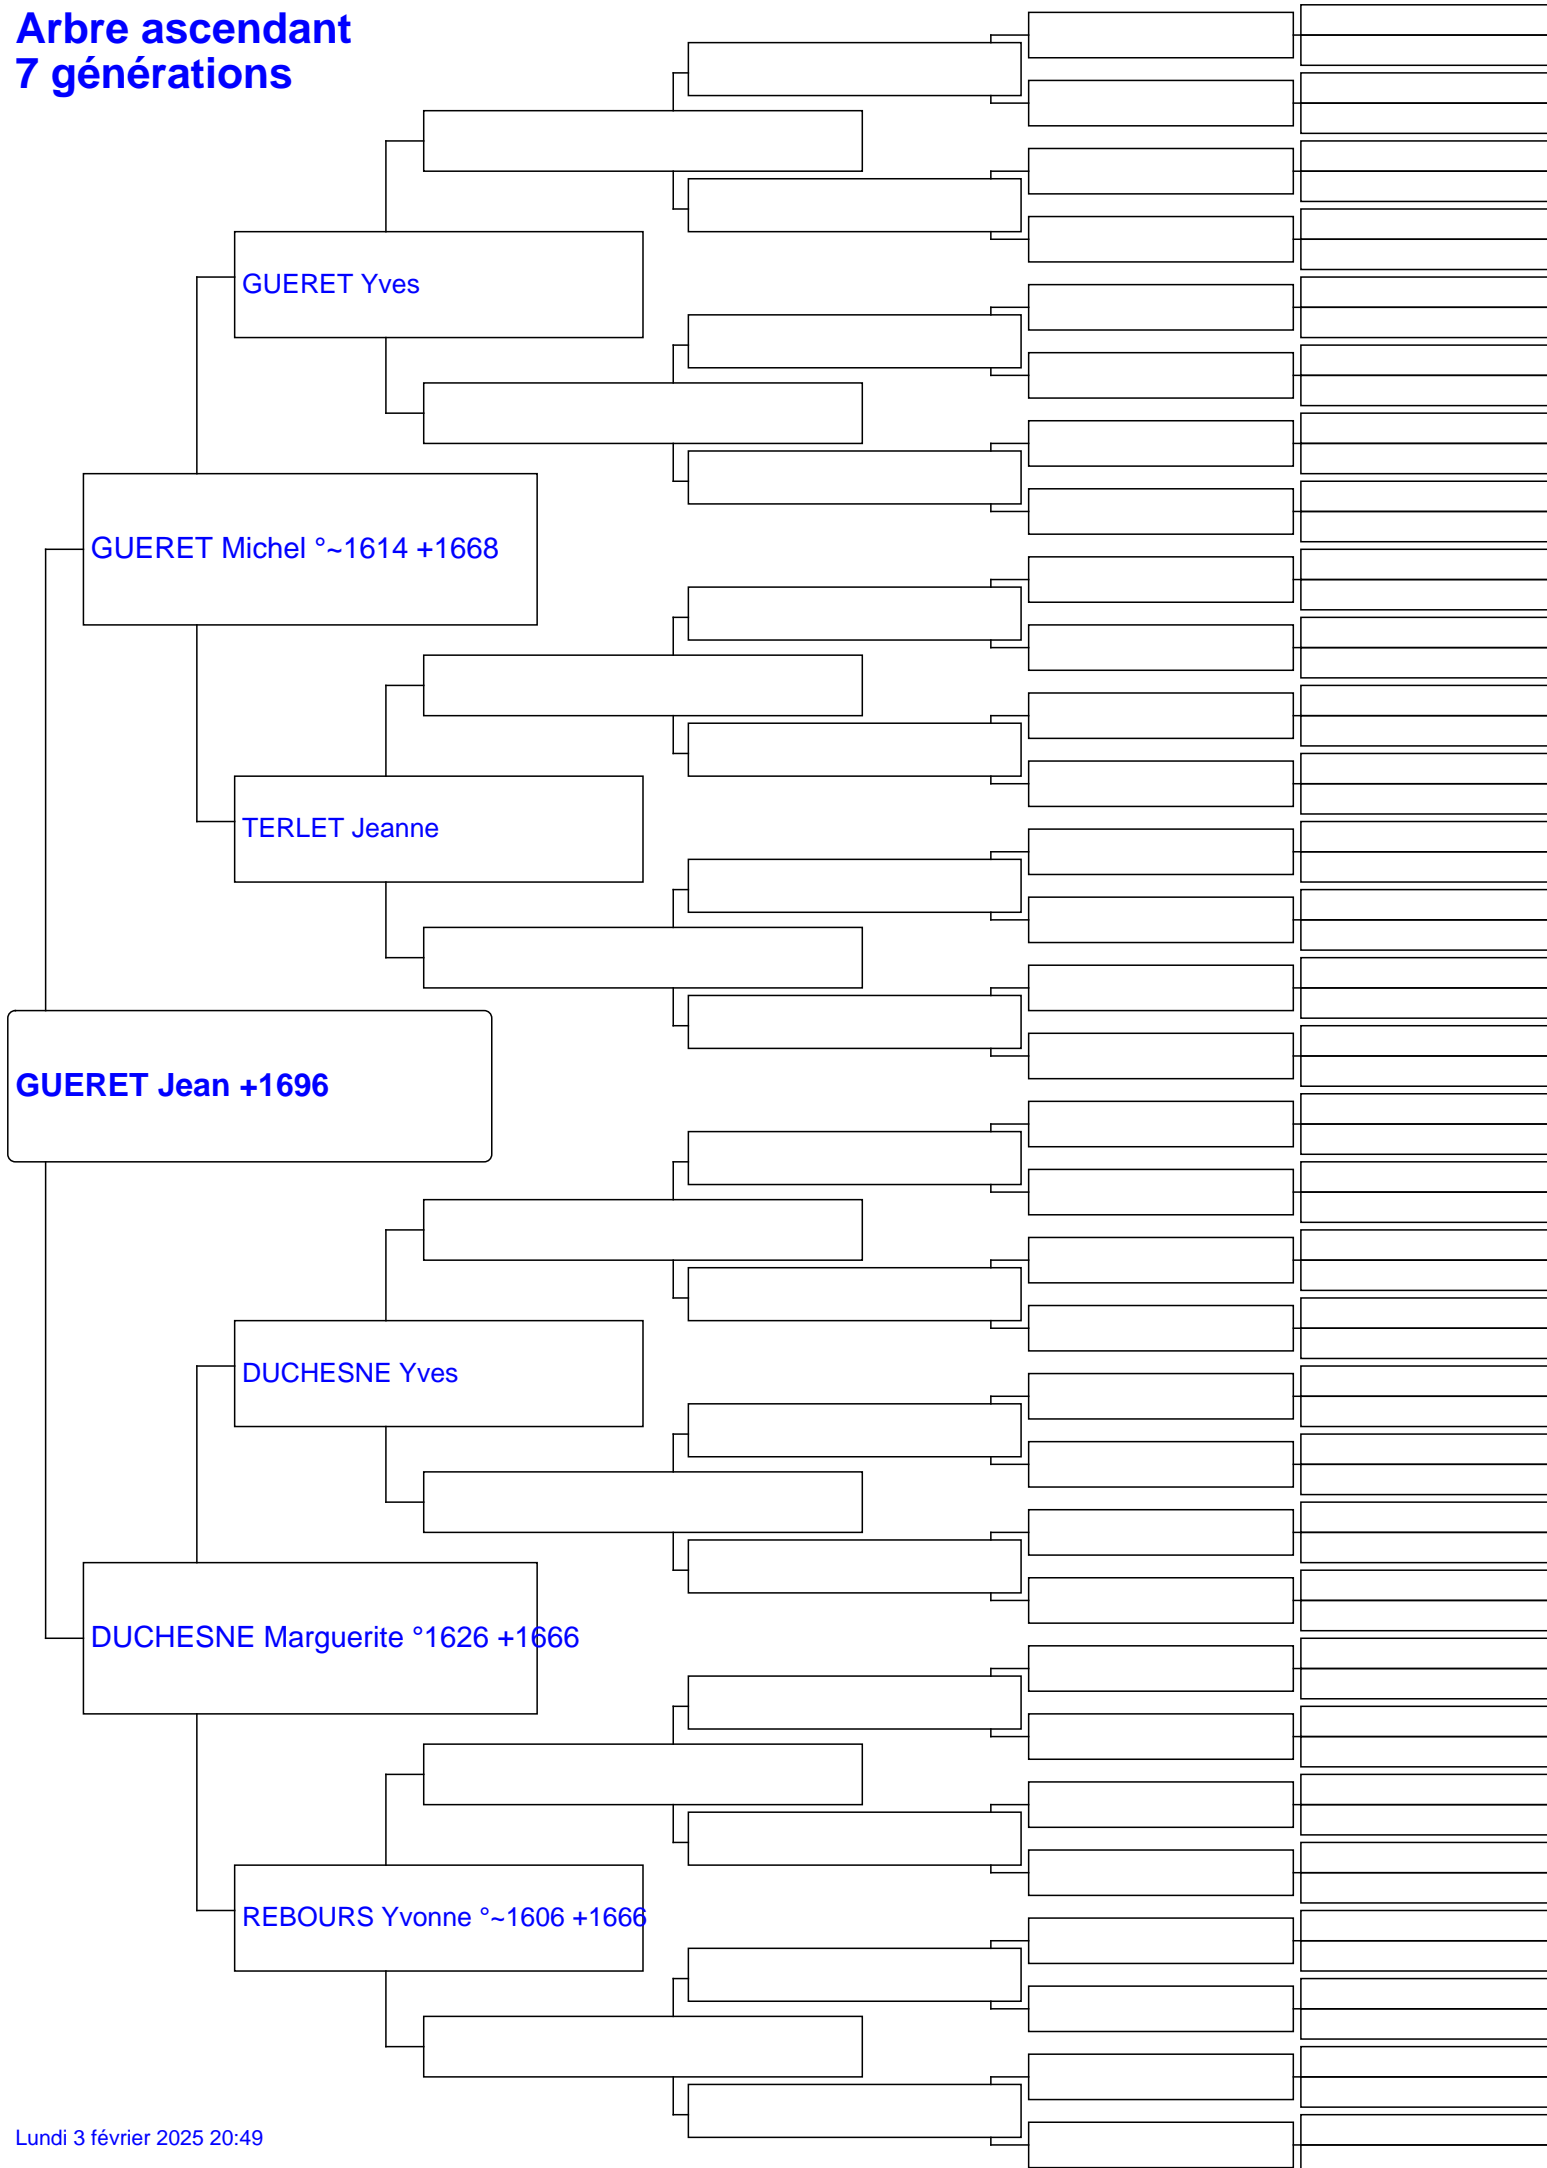 Arbre ascendant
7 générations
GUERET Yves
GUERET Michel °~1614 +1668
TERLET Jeanne
GUERET Jean +1696
DUCHESNE Yves
DUCHESNE Marguerite °1626 +1666
REBOURS Yvonne °~1606 +1666
Lundi 3 février 2025 20:49